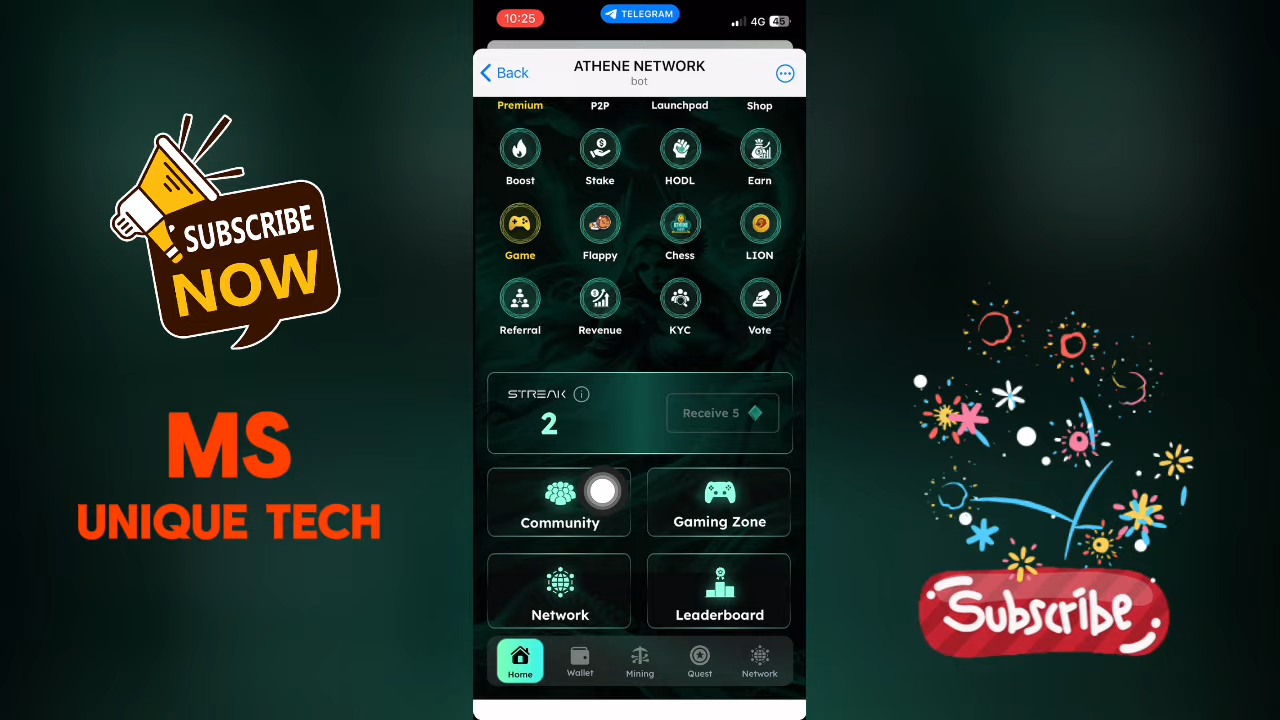 10:25
TELEGRAM
4G
45
Back
ATHENE NETWORK
bot
Premium
P2P
Launchpad
Shop
Boost
Stake
HODL
Earn
Game
Flappy
Chess
LION
Referral
Revenue
KYC
Vote
STREAK
2
Receive 5
Community
Gaming Zone
Network
Leaderboard
Home
Wallet
Mining
Quest
Network
SUBSCRIBE
NOW
MS
UNIQUE TECH
Subscribe